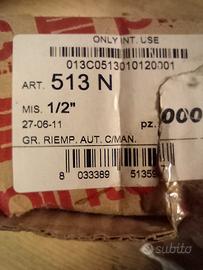 ONLY INT. USE
013C0513010120001
ART. 513 N
MIS. 1/2"
27-06-11 pz.
000
GR. RIEMP. AUT. C/MAN.
8 033389
subito